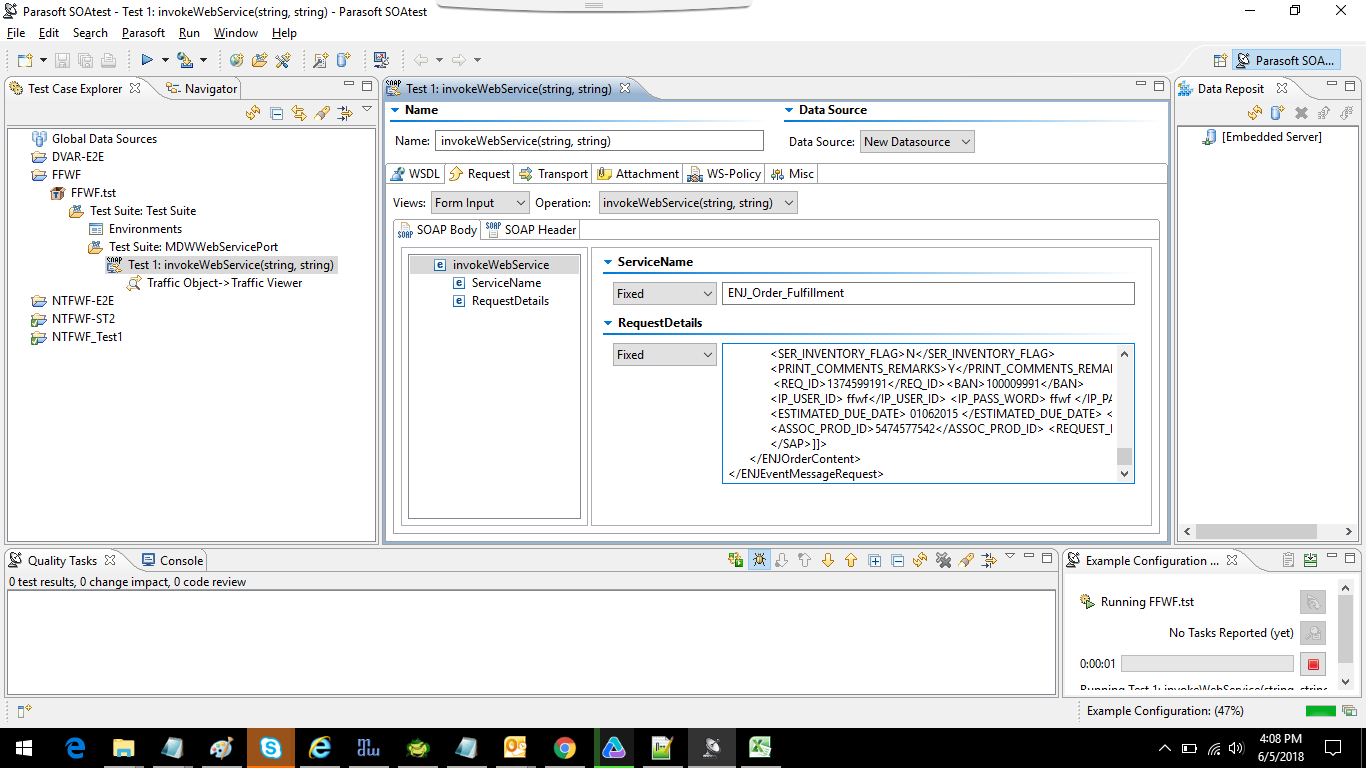 Parasoft SOAtest - Test 1: invokeWebService(string, string) - Parasoft SOAtest
File Edit Search Parasoft Run Window Help
Parasoft SOA...
Test Case Explorer Navigator
Global Data Sources
DVAR-E2E
FFWF
FFWF.tst
Test Suite: Test Suite
Environments
Test Suite: MDWWebServicePort
Test 1: invokeWebService(string, string)
Traffic Object->Traffic Viewer
NTFWF-E2E
NTFWF-ST2
NTFWF_Test1
SOAP Test 1: invokeWebService(string, string)
Name Data Source
Name: invokeWebService(string, string) Data Source: New Datasource
WSDL Request Transport Attachment WS-Policy Misc
Views: Form Input Operation: invokeWebService(string, string)
SOAP SOAP Body SOAP SOAP Header
e invokeWebService
e ServiceName
e RequestDetails
ServiceName
Fixed ENJ_Order_Fulfillment
RequestDetails
Fixed
<SER_INVENTORY_FLAG>N</SER_INVENTORY_FLAG>
<PRINT_COMMENTS_REMARKS>Y</PRINT_COMMENTS_REMAR
<REQ_ID>1374599191</REQ_ID><BAN>100009991</BAN>
<IP_USER_ID> ffwf</IP_USER_ID> <IP_PASS_WORD> ffwf </IP_PA
<ESTIMATED_DUE_DATE> 01062015 </ESTIMATED_DUE_DATE> <
<ASSOC_PROD_ID>5474577542</ASSOC_PROD_ID> <REQUEST_I
</SAP>]]>
</ENJOrderContent>
</ENJEventMessageRequest>
Data Reposit
[Embedded Server]
Quality Tasks Console
0 test results, 0 change impact, 0 code review
Example Configuration ...
Running FFWF.tst
No Tasks Reported (yet)
0:00:01
Running Test 1: invokeWebService(string, string
Example Configuration: (47%)
4:08 PM
6/5/2018